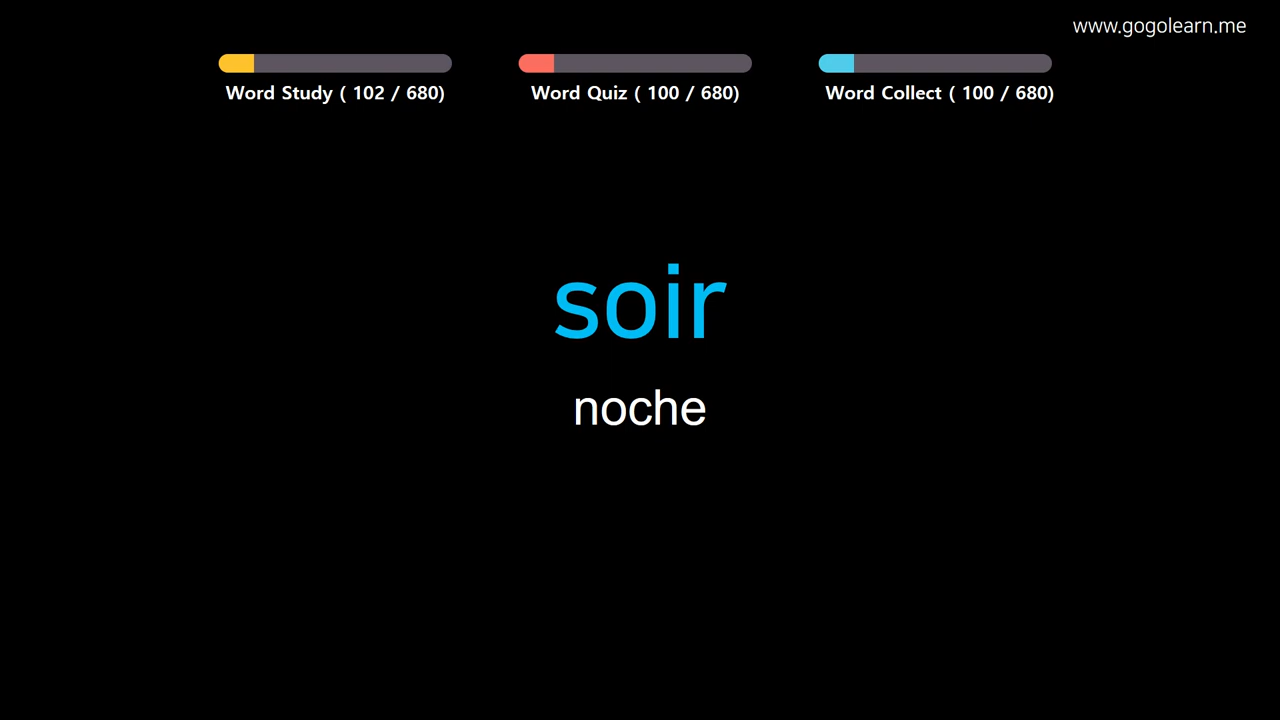 www.gogolearn.me
Word Study ( 102 / 680)
Word Quiz ( 100 / 680)
Word Collect ( 100 / 680)
soir
noche